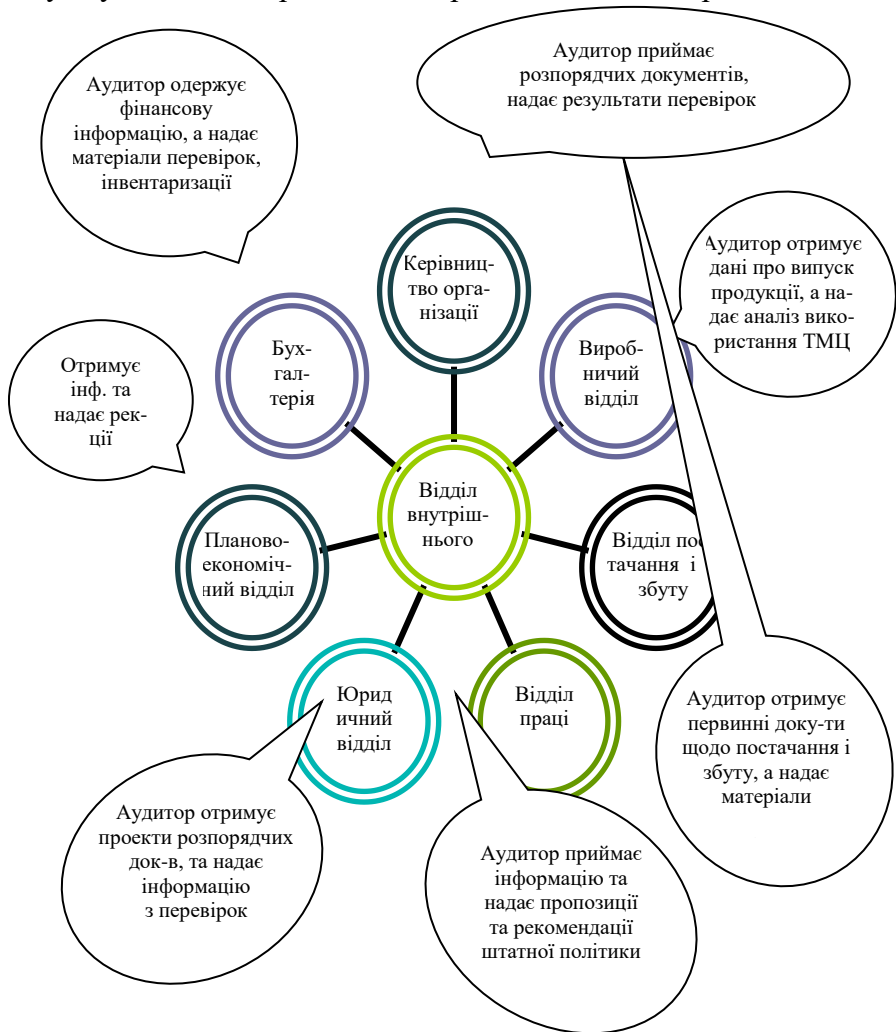 Аудитор приймає
розпорядчих документів,
надає результати перевірок
Аудитор одержує
фінансову
інформацію, а надає
матеріали перевірок,
інвентаризації
Аудитор отримує
дані про випуск
продукції, а на-
дає аналіз вико-
ристання ТМЦ
Керівниц-
тво орга-
нізації
Бух-
гал-
терія
Вироб-
ничий
відділ
Отримує
інф. та
надає рек-
ції
Відділ
внутріш-
нього
Планово-
економіч-
ний відділ
Відділ пос
тачання і
збуту
Юрид
ичний
відділ
Відділ
праці
Аудитор отримує
первинні доку-ти
щодо постачання і
збуту, а надає
матеріали
Аудитор отримує
проекти розпорядчих
док-в, та надає
інформацію
з перевірок
Аудитор приймає
інформацію та
надає пропозиції
та рекомендації
штатної політики